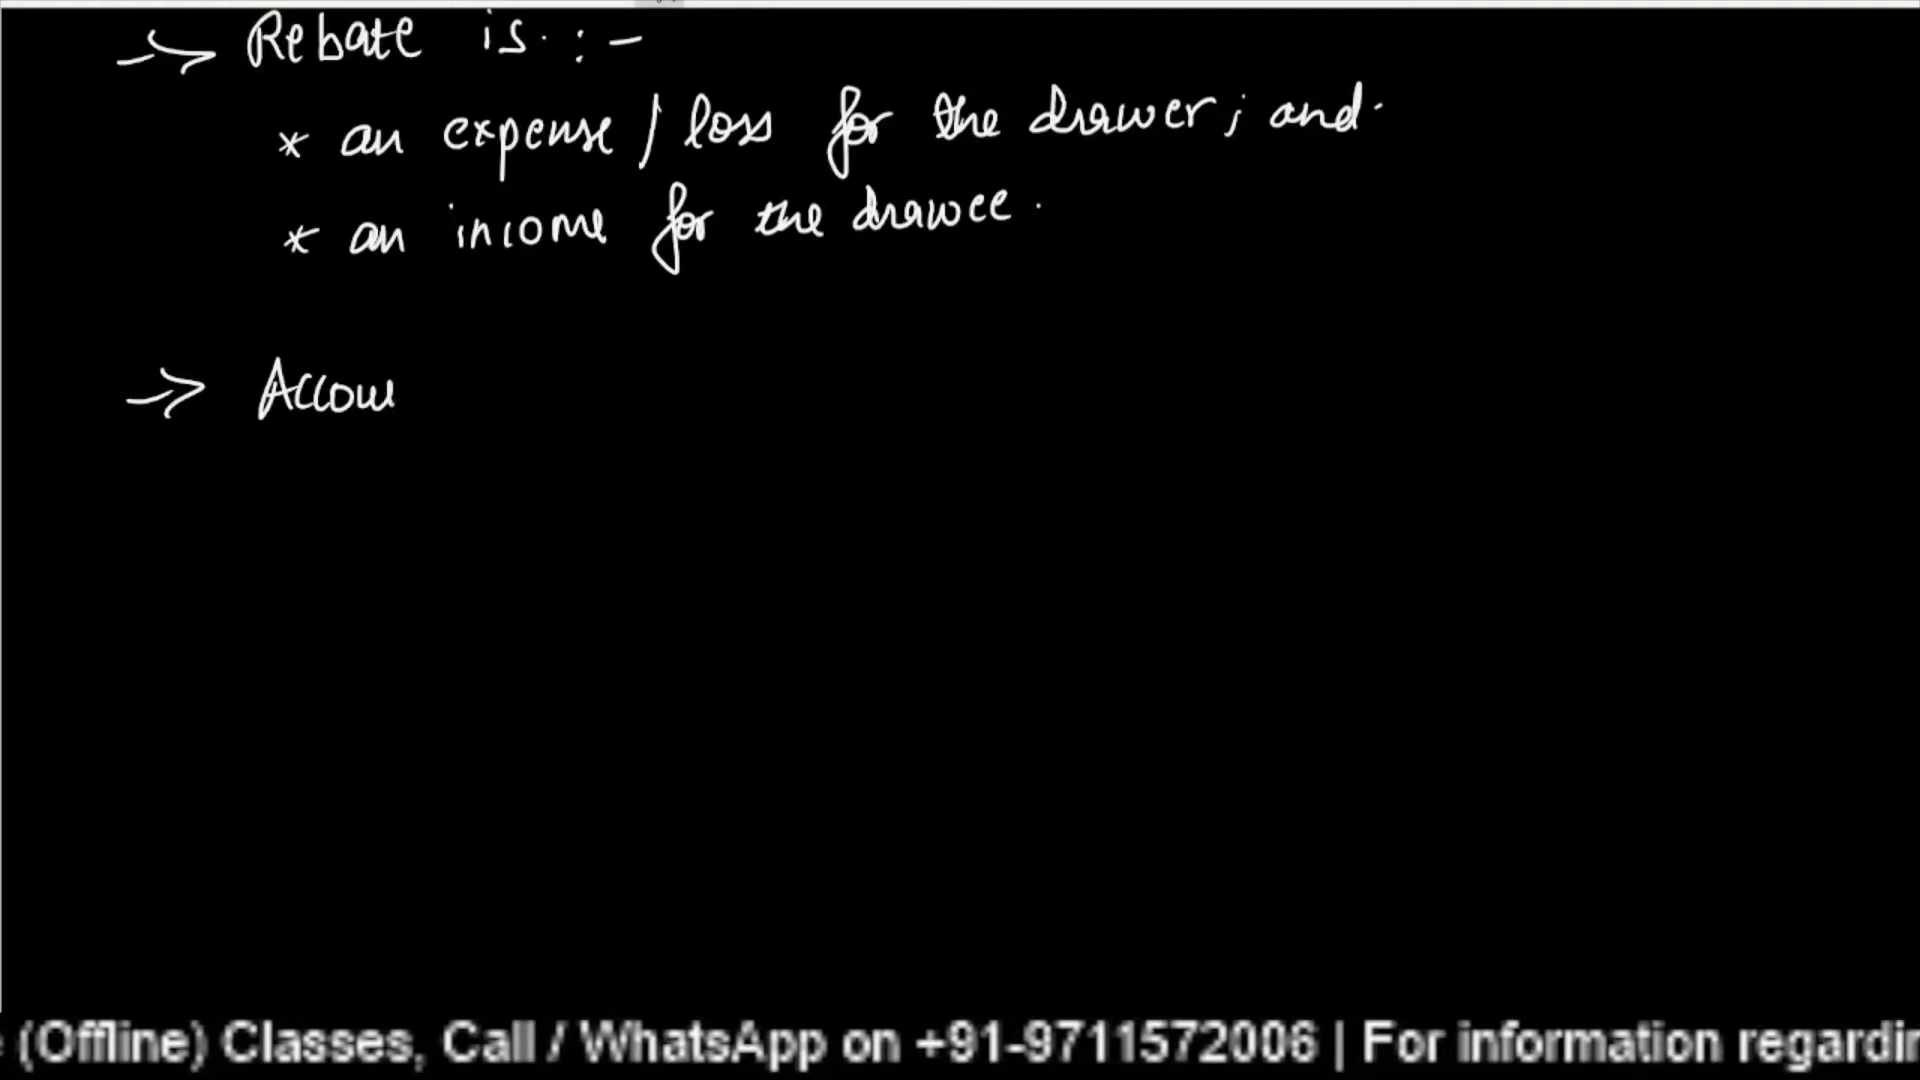 → Rebate is :-
* an expense / loss for the drawer ; and
* an income for the drawee.
→ Accou
(Offline) Classes, Call / WhatsApp on +91-9711572006 | For information regardin